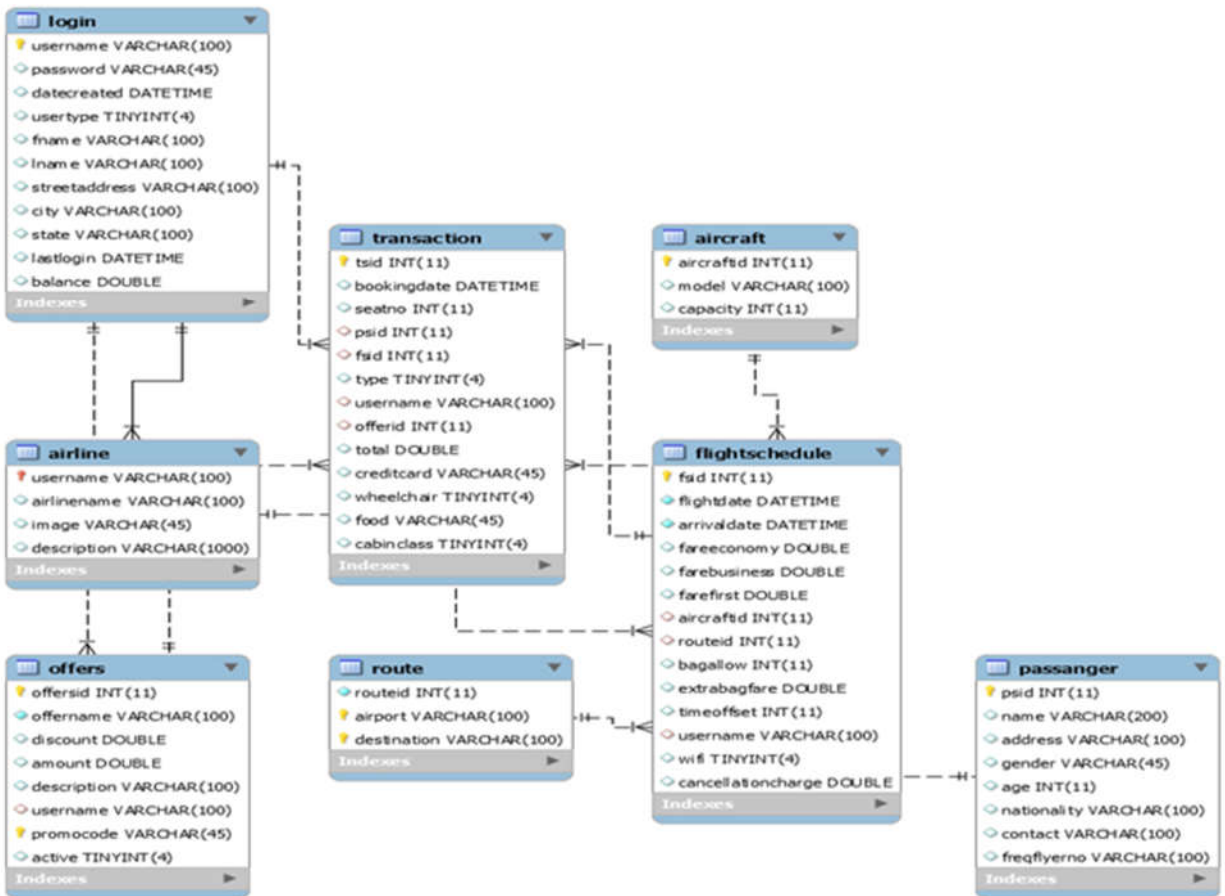 login
username VARCHAR(100)
password VARCHAR(45)
datecreated DATETIME
usertype TINYINT(4)
fname VARCHAR(100)
lname VARCHAR(100)
streetaddress VARCHAR(100)
city VARCHAR(100)
state VARCHAR(100)
lastlogin DATETIME
balance DOUBLE
Indexes
transaction
tsid INT(11)
bookingdate DATETIME
seatno INT(11)
psid INT(11)
fsid INT(11)
type TINYINT(4)
username VARCHAR(100)
offerid INT(11)
total DOUBLE
creditcard VARCHAR(45)
wheelchair TINYINT(4)
food VARCHAR(45)
cabinclass TINYINT(4)
Indexes
aircraft
aircraftid INT(11)
model VARCHAR(100)
capacity INT(11)
Indexes
airline
username VARCHAR(100)
airlinename VARCHAR(100)
image VARCHAR(45)
description VARCHAR(1000)
Indexes
flightschedule
fsid INT(11)
flightdate DATETIME
arrivaldate DATETIME
fareeconomy DOUBLE
farebusiness DOUBLE
farefirst DOUBLE
aircraftid INT(11)
routeid INT(11)
bagallow INT(11)
extrabagfare DOUBLE
timeoffset INT(11)
username VARCHAR(100)
wifi TINYINT(4)
cancellationcharge DOUBLE
Indexes
offers
offersid INT(11)
offername VARCHAR(100)
discount DOUBLE
amount DOUBLE
description VARCHAR(100)
username VARCHAR(100)
promocode VARCHAR(45)
active TINYINT(4)
Indexes
route
routeid INT(11)
airport VARCHAR(100)
destination VARCHAR(100)
Indexes
passanger
psid INT(11)
name VARCHAR(200)
address VARCHAR(100)
gender VARCHAR(45)
age INT(11)
nationality VARCHAR(100)
contact VARCHAR(100)
freqflyerno VARCHAR(100)
Indexes